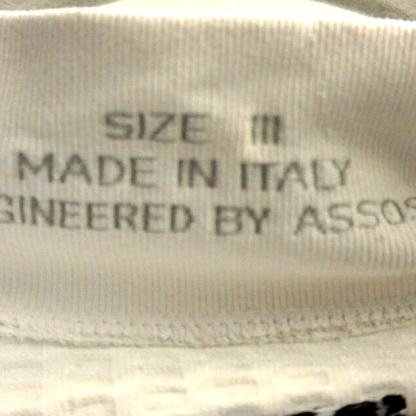 SIZE III
MADE IN ITALY
GINEERED BY ASSOS